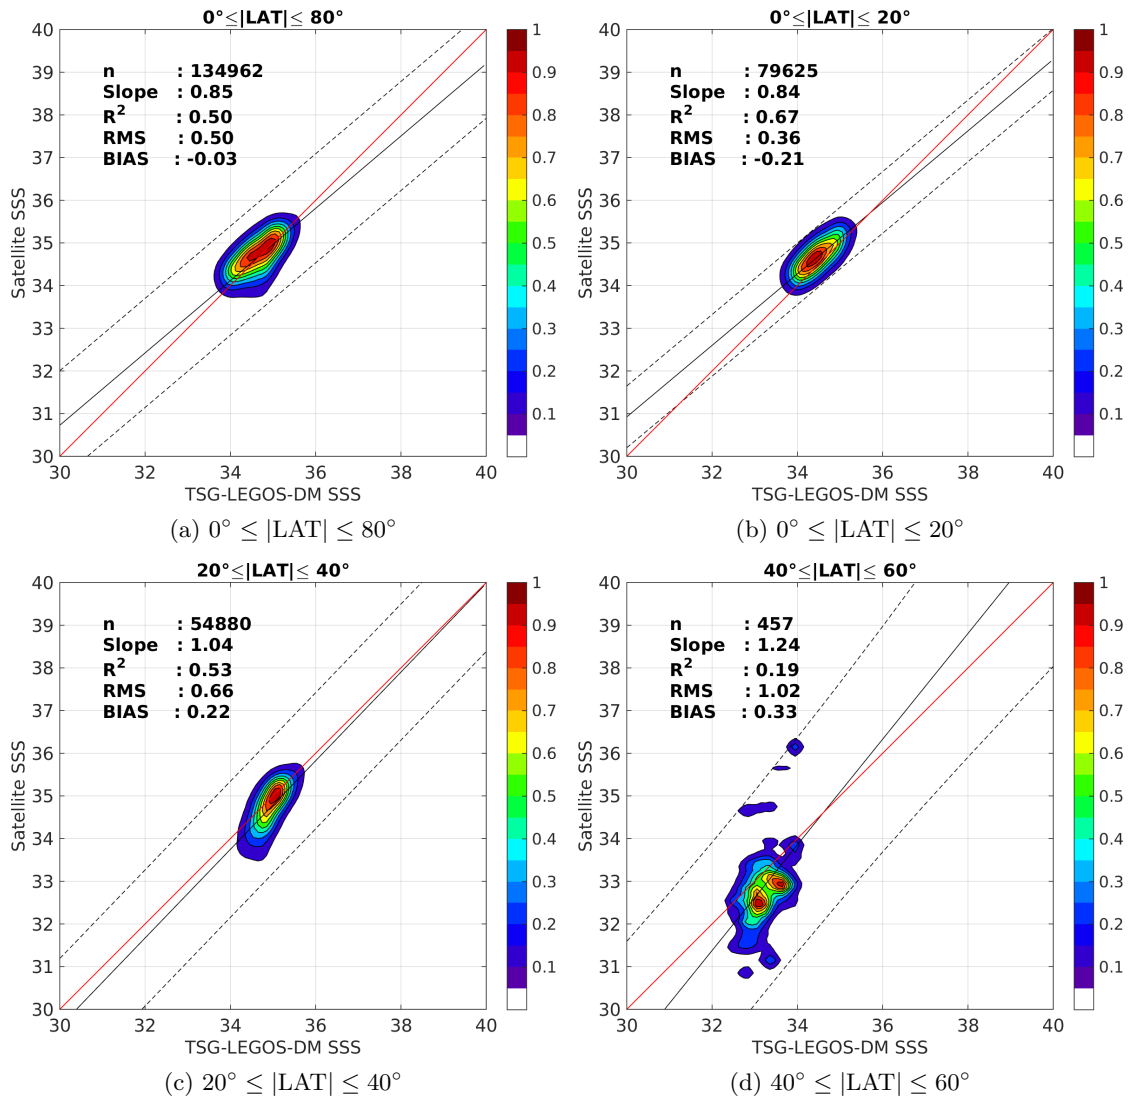 0°≤|LAT|≤ 80°
n : 134962
Slope : 0.85
R² : 0.50
RMS : 0.50
BIAS : -0.03
Satellite SSS
40
39
38
37
36
35
34
33
32
31
30
30 32 34 36 38 40
TSG-LEGOS-DM SSS
1
0.9
0.8
0.7
0.6
0.5
0.4
0.3
0.2
0.1
(a) 0° ≤ |LAT| ≤ 80°
0°≤|LAT|≤ 20°
n : 79625
Slope : 0.84
R² : 0.67
RMS : 0.36
BIAS : -0.21
Satellite SSS
40
39
38
37
36
35
34
33
32
31
30
30 32 34 36 38 40
TSG-LEGOS-DM SSS
1
0.9
0.8
0.7
0.6
0.5
0.4
0.3
0.2
0.1
(b) 0° ≤ |LAT| ≤ 20°
20°≤|LAT|≤ 40°
n : 54880
Slope : 1.04
R² : 0.53
RMS : 0.66
BIAS : 0.22
Satellite SSS
40
39
38
37
36
35
34
33
32
31
30
30 32 34 36 38 40
TSG-LEGOS-DM SSS
1
0.9
0.8
0.7
0.6
0.5
0.4
0.3
0.2
0.1
(c) 20° ≤ |LAT| ≤ 40°
40°≤|LAT|≤ 60°
n : 457
Slope : 1.24
R² : 0.19
RMS : 1.02
BIAS : 0.33
Satellite SSS
40
39
38
37
36
35
34
33
32
31
30
30 32 34 36 38 40
TSG-LEGOS-DM SSS
1
0.9
0.8
0.7
0.6
0.5
0.4
0.3
0.2
0.1
(d) 40° ≤ |LAT| ≤ 60°